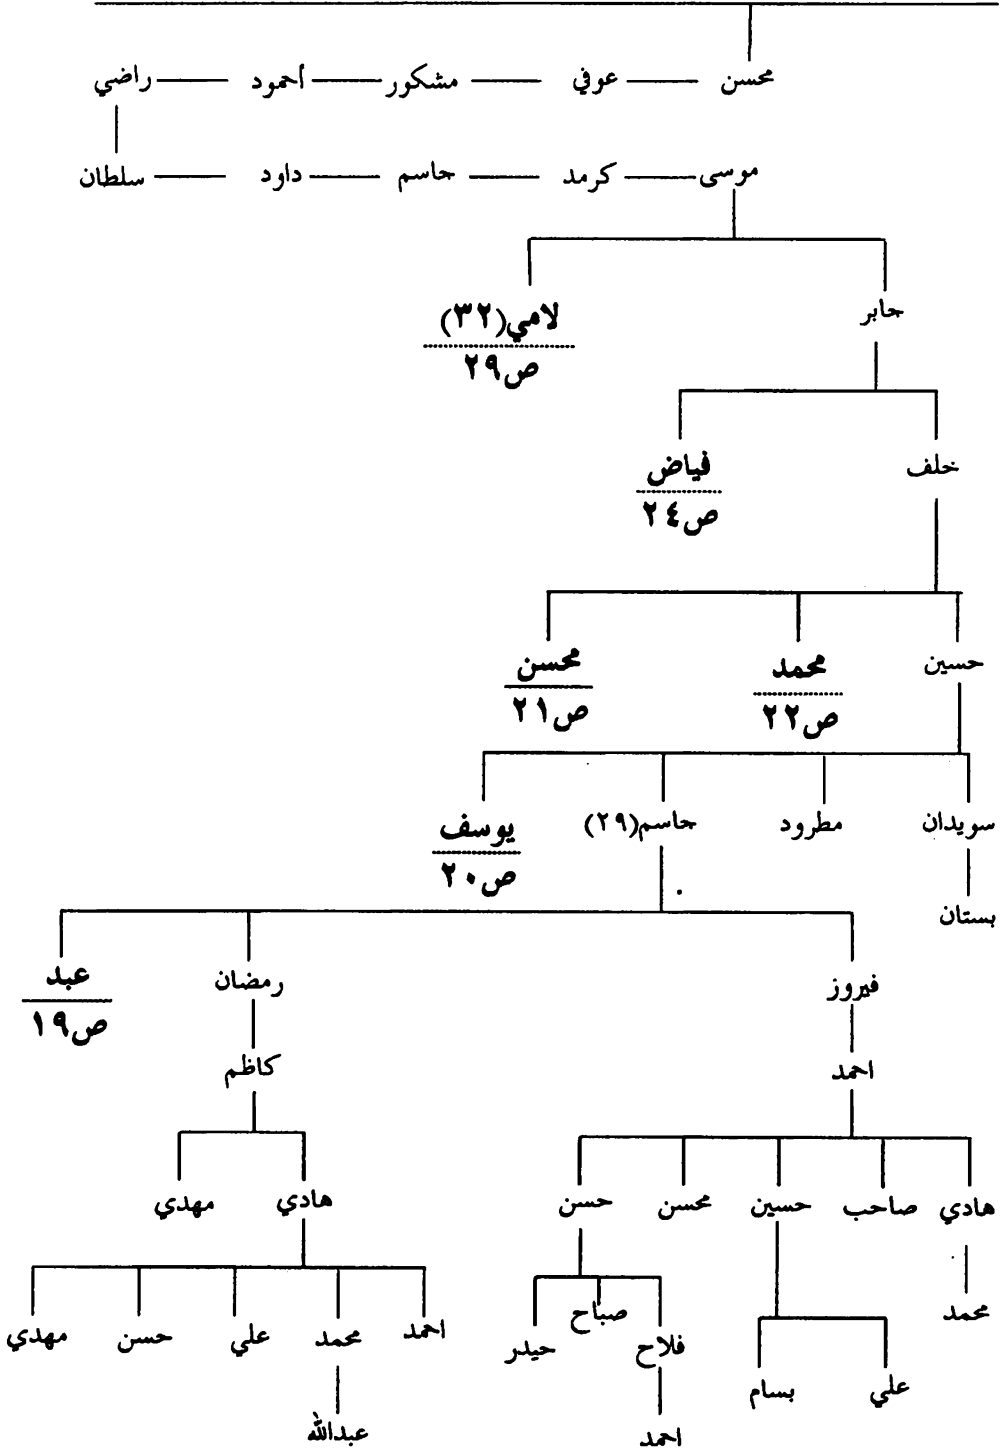 محسن عوفي مشكور أحمود راضي
موسى كرمد جاسم داود سلطان
لامي(٣٢)
ص٢٩
جابر
فياض
ص٢٤
خلف
حسين
محمد
ص٢٢
محسن
ص٢١
سويدان مطرود جاسم(٢٩) يوسف
ص٢٠
بستان
فيروز رمضان عبد
ص١٩
احمد كاظم
هادي صاحب حسين محسن حسن هادي مهدي
محمد فلاح صباح حيدر احمد محمد علي حسن مهدي
علي بسام
احمد عبدالله